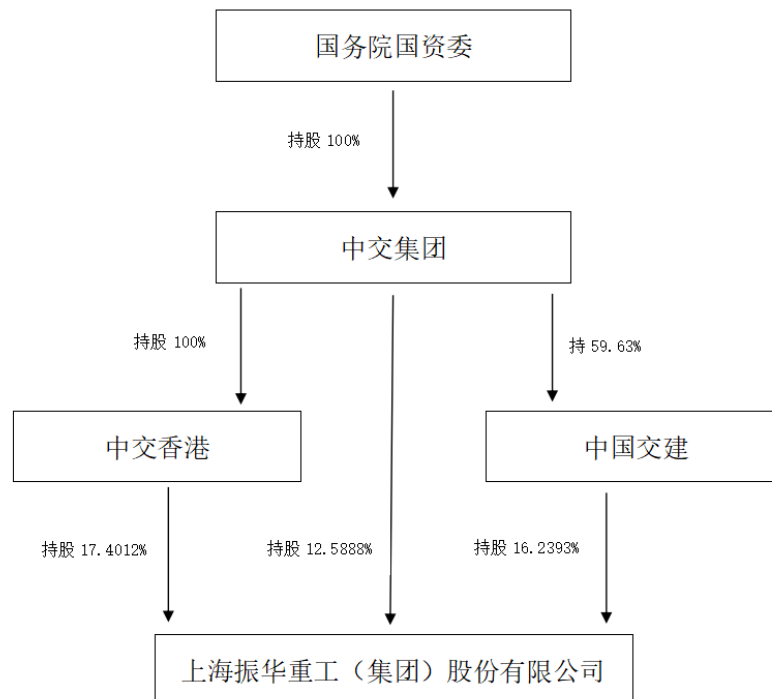 国务院国资委
持股 100%
中交集团
持股 100%
持 59.63%
中交香港
中国交建
持股 17.4012%
持股 12.5888%
持股 16.2393%
上海振华重工（集团）股份有限公司